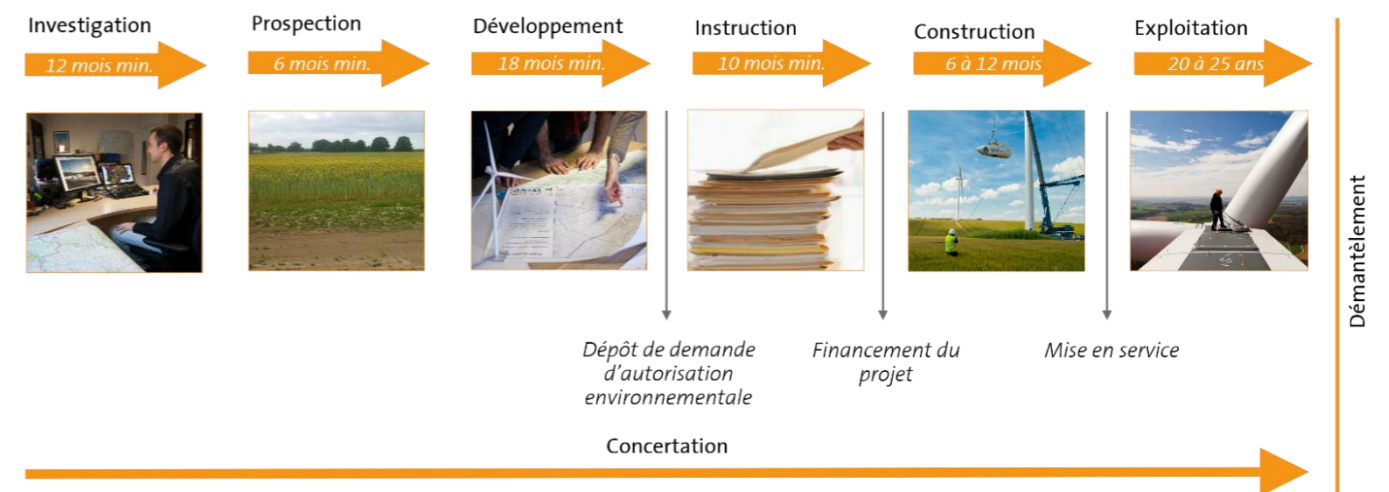 Investigation
12 mois min.
Prospection
6 mois min.
Développement
18 mois min.
Instruction
10 mois min.
Construction
6 à 12 mois
Exploitation
20 à 25 ans
Dépôt de demande
d'autorisation
environnementale
Financement du
projet
Mise en service
Concertation
Démantèlement